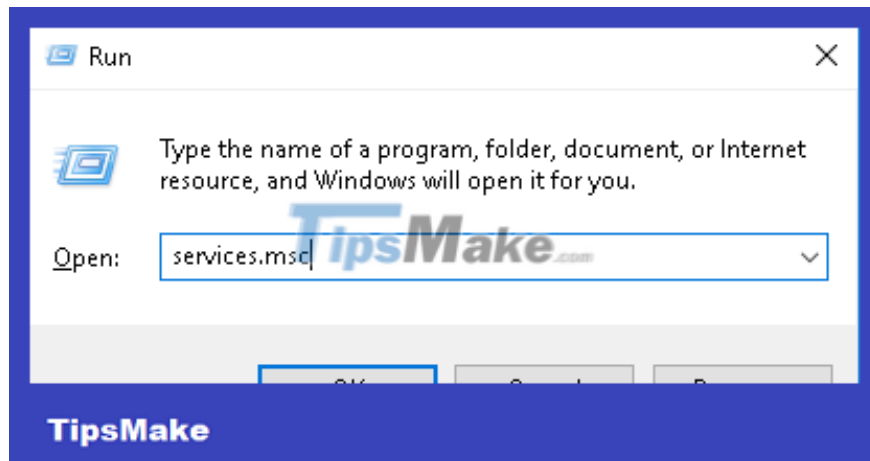 Run
Type the name of a program, folder, document, or Internet
resource, and Windows will open it for you.
TipsMake.com
Open: services.msc
TipsMake